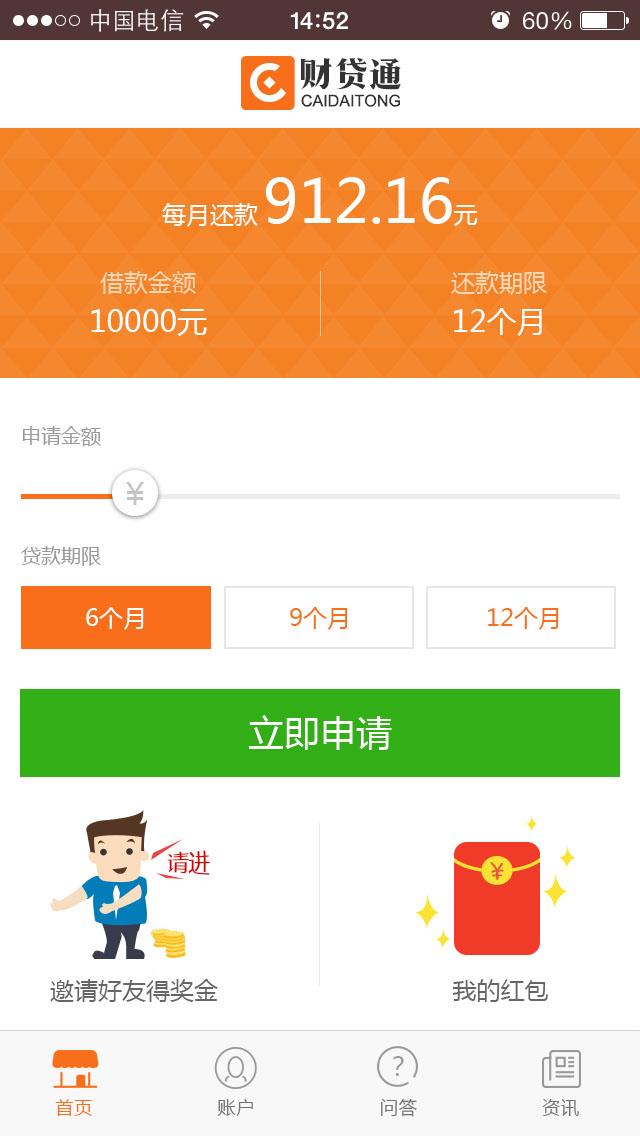 中国电信 14:52 60%
财贷通
CAIDAITONG
每月还款912.16元
借款金额 还款期限
10000元 12个月
申请金额
¥
贷款期限
6个月 9个月 12个月
立即申请
请进
¥
邀请好友得奖金 我的红包
?
首页 账户 问答 资讯